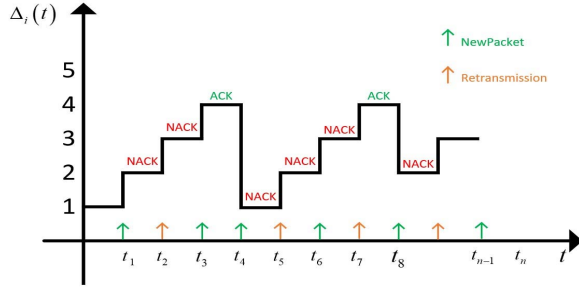 Δᵢ(t)
NewPacket
Retransmission
5
4
3
2
1
ACK
ACK
NACK
NACK
NACK
NACK
NACK
NACK
NACK
t₁ t₂ t₃ t₄ t₅ t₆ t₇ t₈ tₙ₋₁ tₙ t